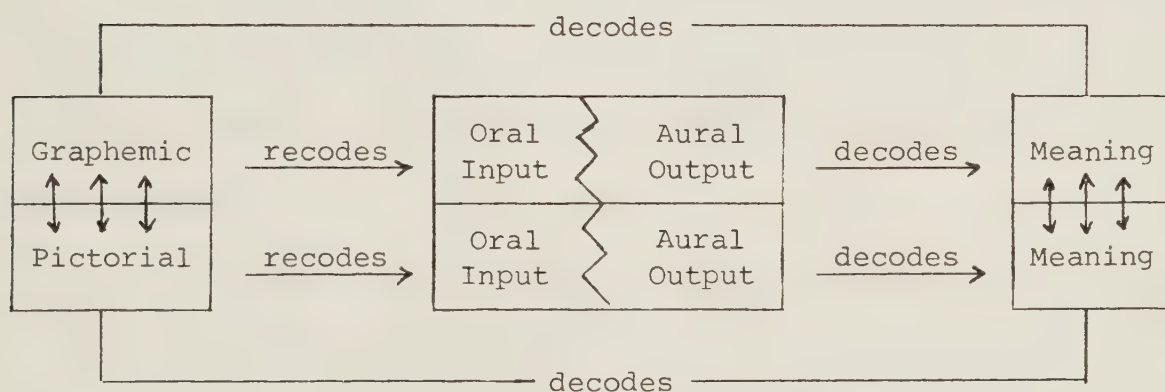 decodes
Oral Aural
Graphemic recodes Input Output decodes Meaning
Pictorial recodes Oral Aural decodes Meaning
Input Output
decodes